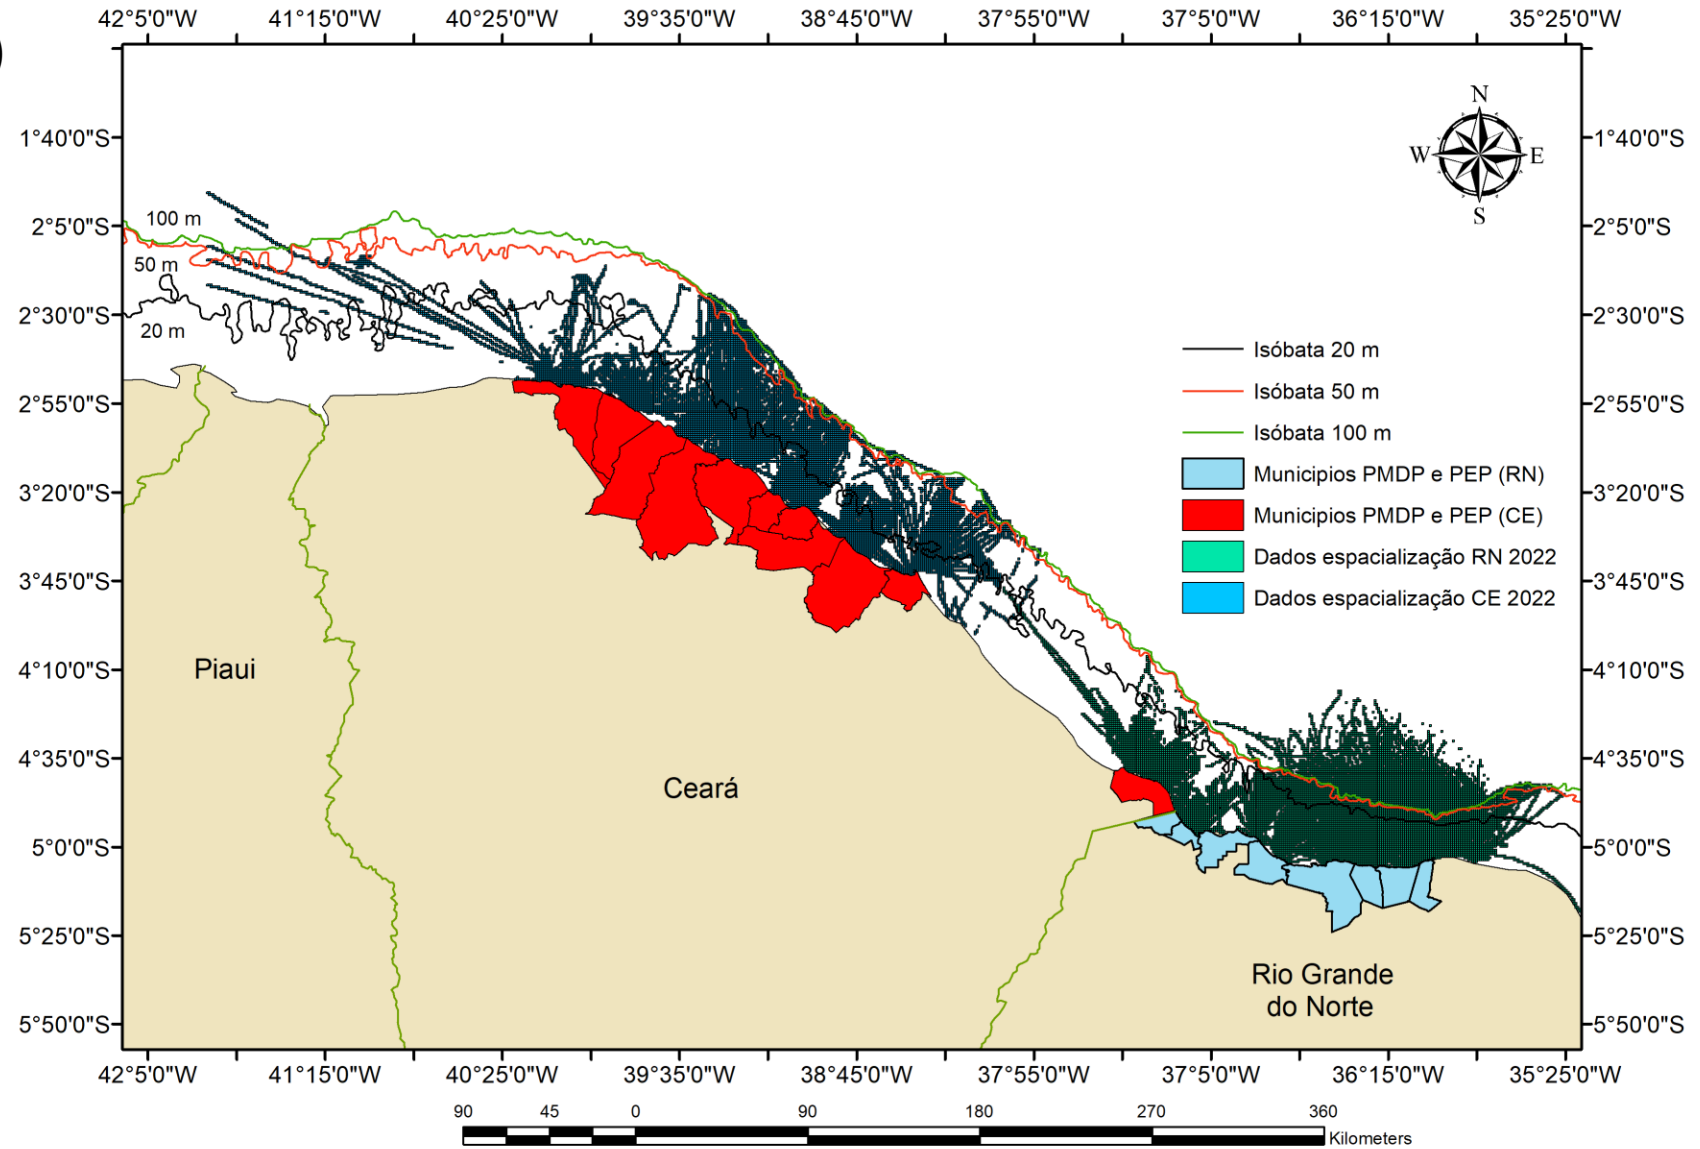 42°5'0"W 41°15'0"W 40°25'0"W 39°35'0"W 38°45'0"W 37°55'0"W 37°50'0"W 36°15'0"W 35°25'0"W
)
N
W E
S
1°40'0"S 1°40'0"S
100 m
2°5'0"S 2°5'0"S
50 m
2°30'0"S 2°30'0"S
20 m
Isóbata 20 m
Isóbata 50 m
2°55'0"S 2°55'0"S
Isóbata 100 m
Municipios PMDP e PEP (RN)
3°20'0"S 3°20'0"S
Municipios PMDP e PEP (CE)
Dados espacialização RN 2022
3°45'0"S 3°45'0"S
Dados espacialização CE 2022
4°10'0"S 4°10'0"S
Piaui
4°35'0"S 4°35'0"S
Ceará
5°0'0"S 5°0'0"S
5°25'0"S 5°25'0"S
Rio Grande
do Norte
5°50'0"S 5°50'0"S
42°5'0"W 41°15'0"W 40°25'0"W 39°35'0"W 38°45'0"W 37°55'0"W 37°50'0"W 36°15'0"W 35°25'0"W
90 45 0 90 180 270 360
Kilometers